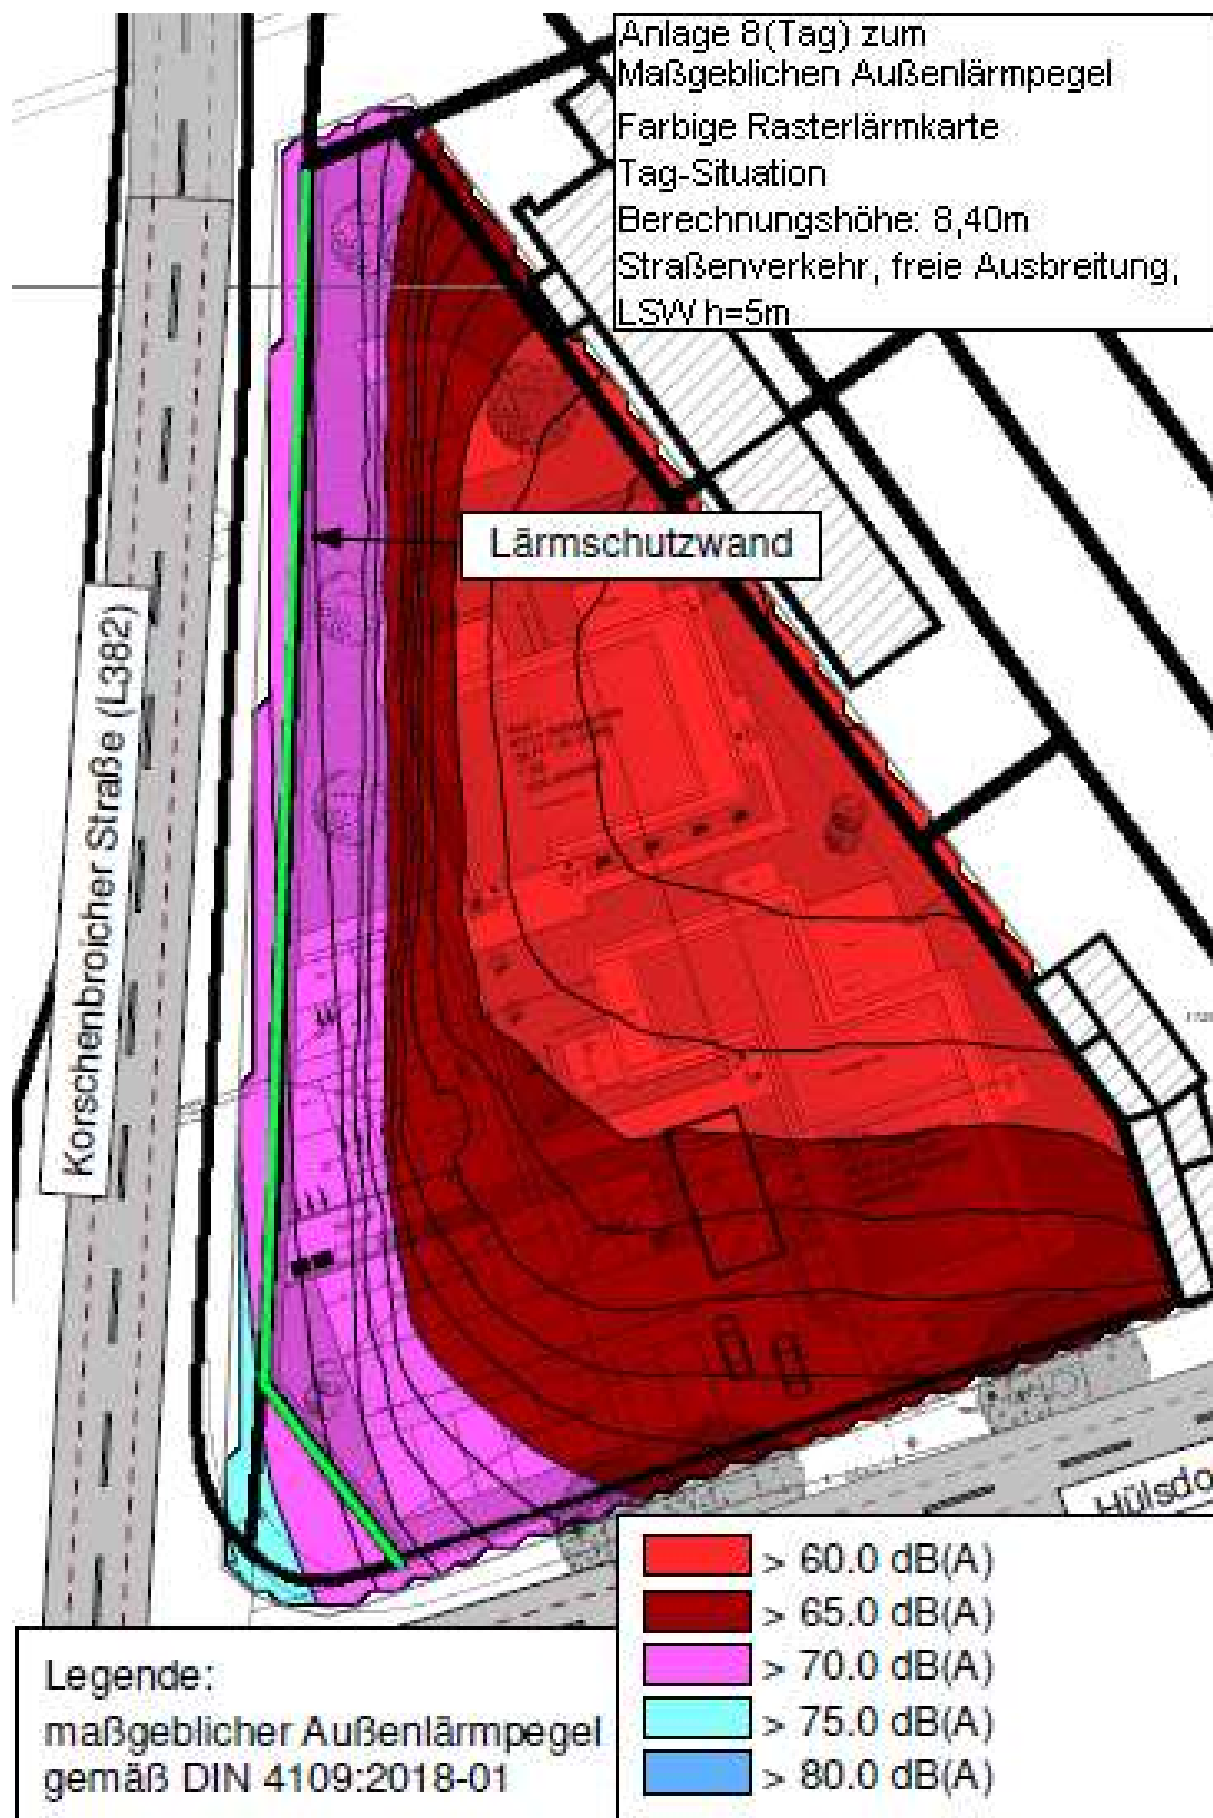 Anlage 8(Tag) zum
Maßgeblichen Außenlärmpegel
Farbige Rasterlärmkarte
Tag-Situation
Berechnungshöhe: 8,40m
Straßenverkehr, freie Ausbreitung,
LSW h=5m
Lärmschutzwand
Korschenbroicher Straße (L382)
Hülsdo
> 60.0 dB(A)
> 65.0 dB(A)
> 70.0 dB(A)
> 75.0 dB(A)
> 80.0 dB(A)
Legende:
maßgeblicher Außenlärmpegel
gemäß DIN 4109:2018-01